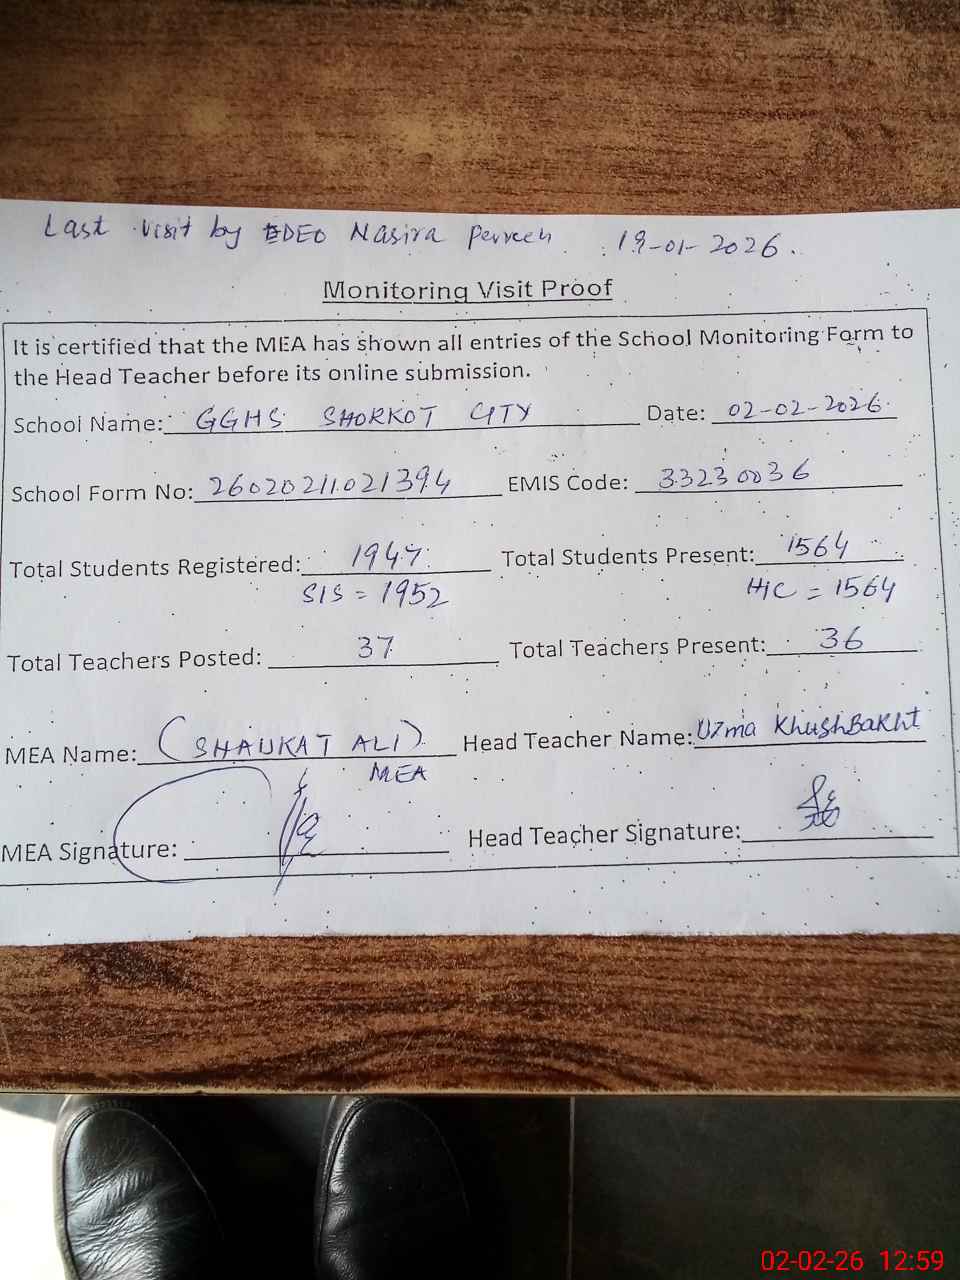 Last visit by DEO Nasira Perveen 19-01-2026.
Monitoring Visit Proof
It is certified that the MEA has shown all entries of the School Monitoring Form to
the Head Teacher before its online submission.
School Name: GGHS SHORKOT CITY Date: 02-02-2026
School Form No: 26020211021394 EMIS Code: 33230036
Total Students Registered: 1947 Total Students Present: 1564
SIS = 1952 H/C = 1564
Total Teachers Posted: 37 Total Teachers Present: 36
MEA Name: (SHAUKAT ALI) Head Teacher Name: Uzma KhushBakht
MEA
MEA Signature: Head Teacher Signature:
02-02-26 12:59